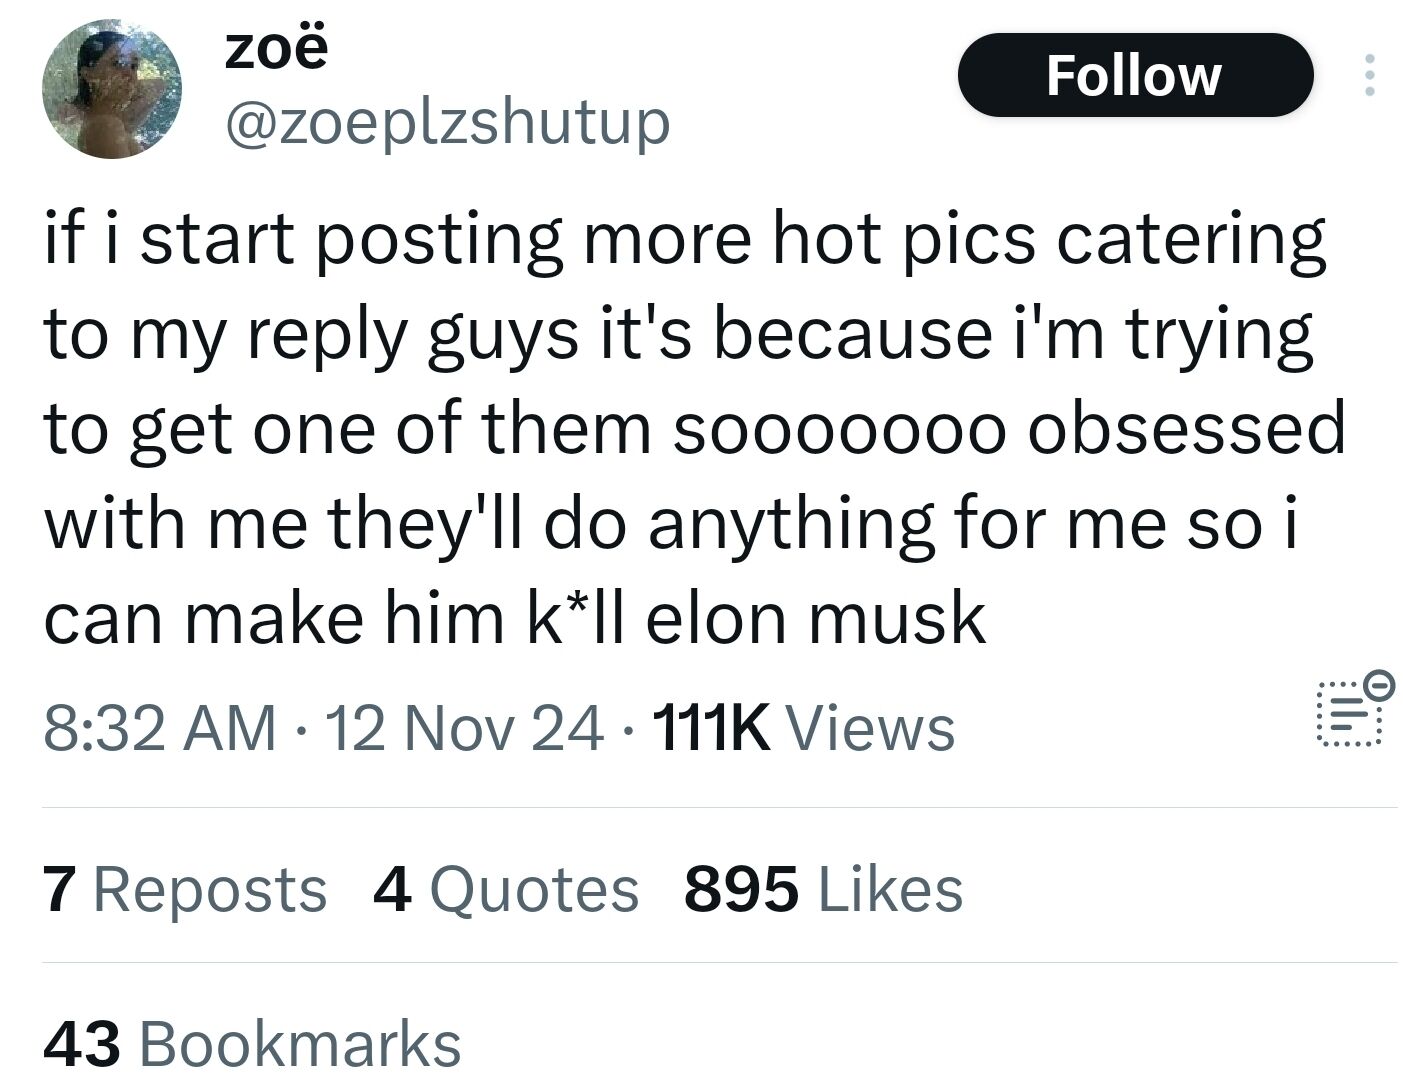 zoë
Follow
@zoeplzshutup
if i start posting more hot pics catering
to my reply guys it's because i'm trying
to get one of them sooooooo obsessed
with me they'll do anything for me so i
can make him k*ll elon musk
8:32 AM · 12 Nov 24 · 111K Views
7 Reposts 4 Quotes 895 Likes
43 Bookmarks